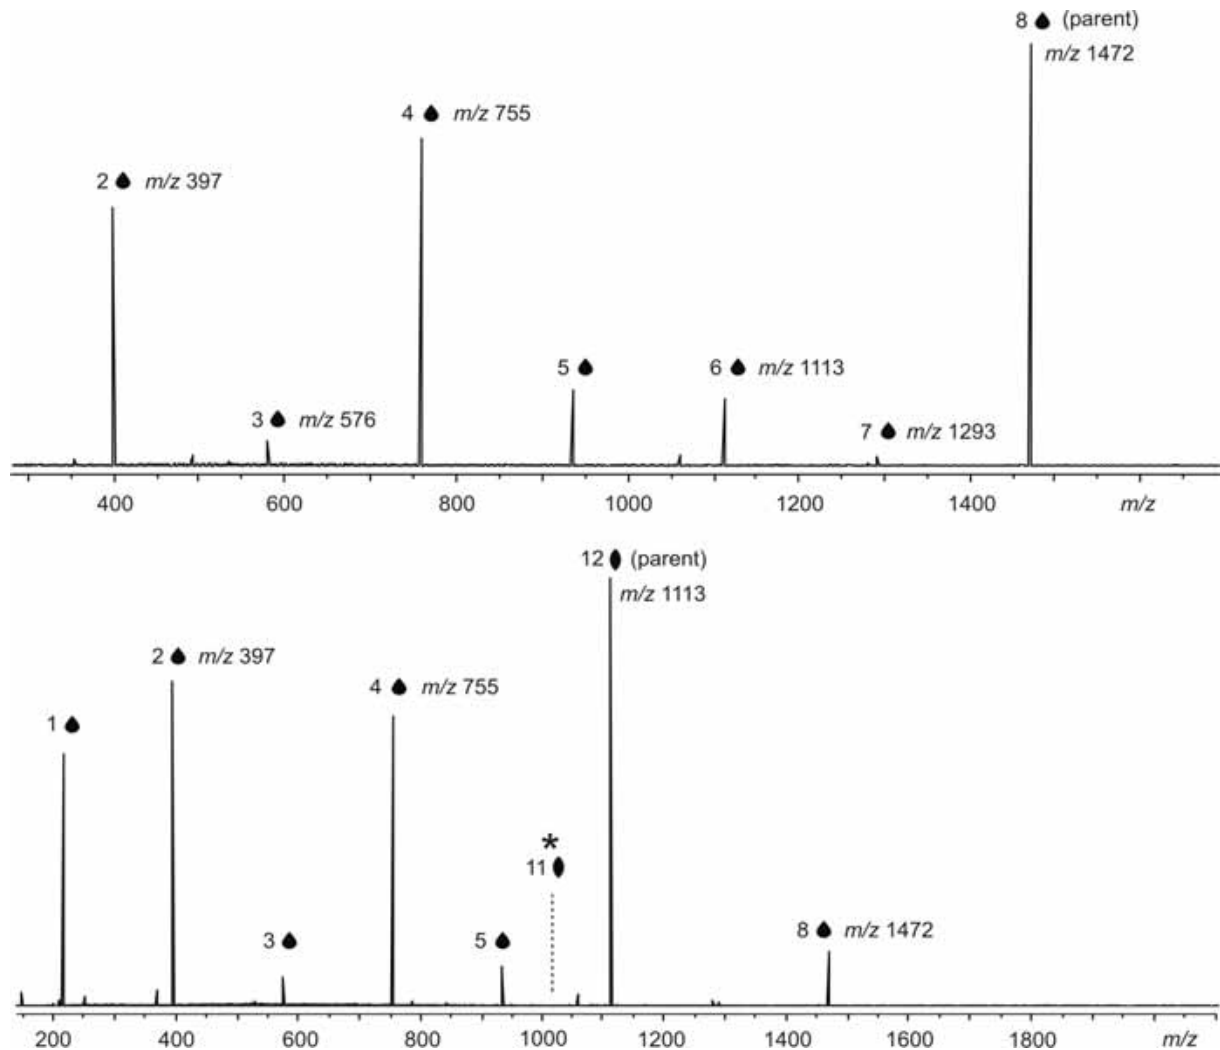 8 (parent)
m/z 1472
4 m/z 755
2 m/z 397
5
6 m/z 1113
3 m/z 576
7 m/z 1293
400 600 800 1000 1200 1400 m/z
12 (parent)
m/z 1113
2 m/z 397
4 m/z 755
1
*
11
3
5
8 m/z 1472
200 400 600 800 1000 1200 1400 1600 1800 m/z